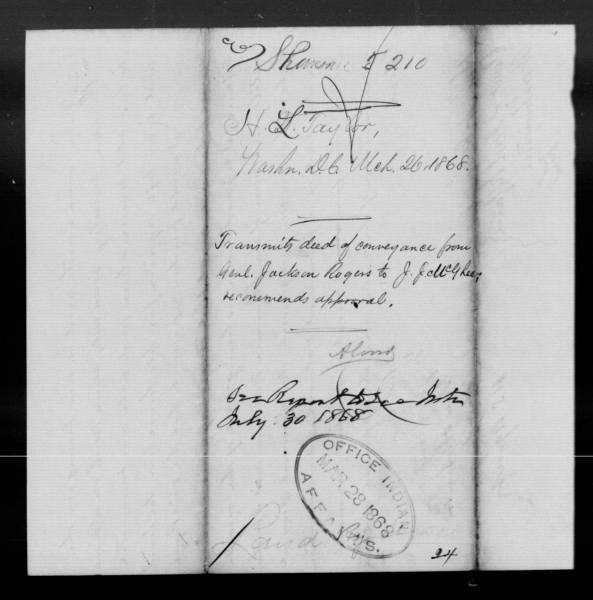 Shawnee T 210
H. L. Taylor,
Washn. D.C. Mch. 26. 1868.
Transmits deed of conveyance from
Genl. Jackson Rogers to J. J. McGhee;
recommends approval.
See Report to Sec Intr
July 30 1868
OFFICE INDIAN
MAR 28 1868
AFFAIRS.
Land
24